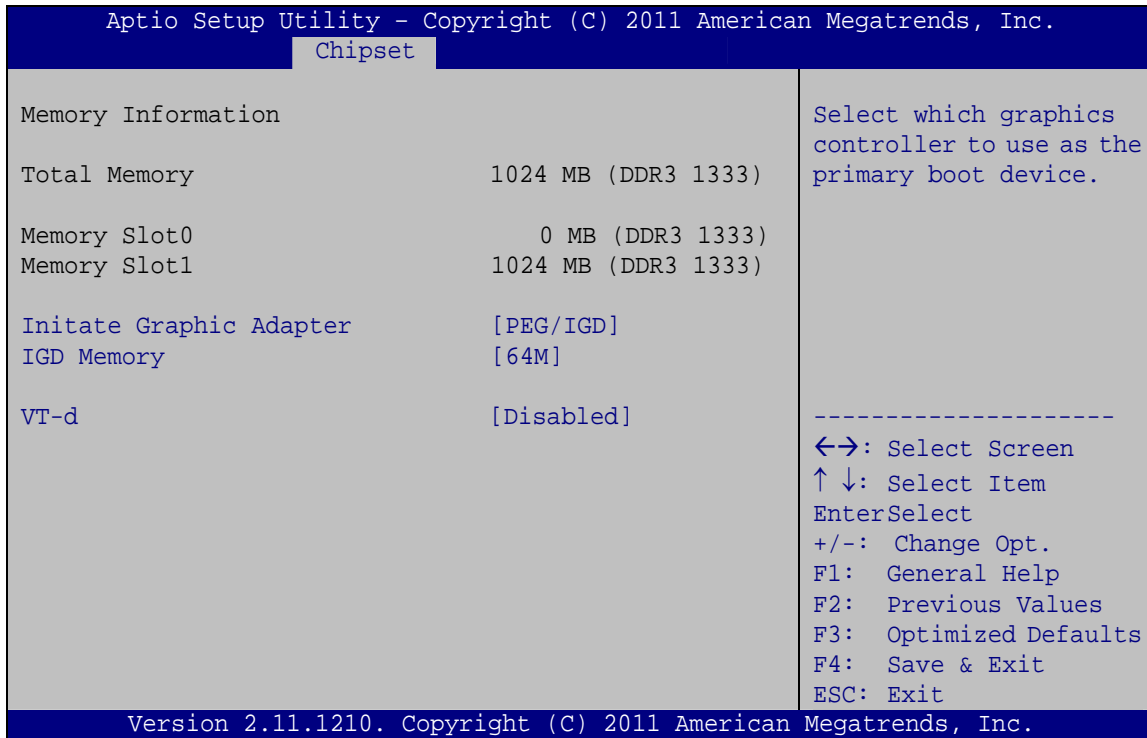 Aptio Setup Utility – Copyright (C) 2011 American Megatrends, Inc.
Chipset
Memory Information
Total Memory 1024 MB (DDR3 1333)
Memory Slot0 0 MB (DDR3 1333)
Memory Slot1 1024 MB (DDR3 1333)
Initate Graphic Adapter [PEG/IGD]
IGD Memory [64M]
VT-d [Disabled]
Select which graphics
controller to use as the
primary boot device.
---------------------
←→: Select Screen
↑ ↓: Select Item
EnterSelect
+/-: Change Opt.
F1: General Help
F2: Previous Values
F3: Optimized Defaults
F4: Save & Exit
ESC: Exit
Version 2.11.1210. Copyright (C) 2011 American Megatrends, Inc.